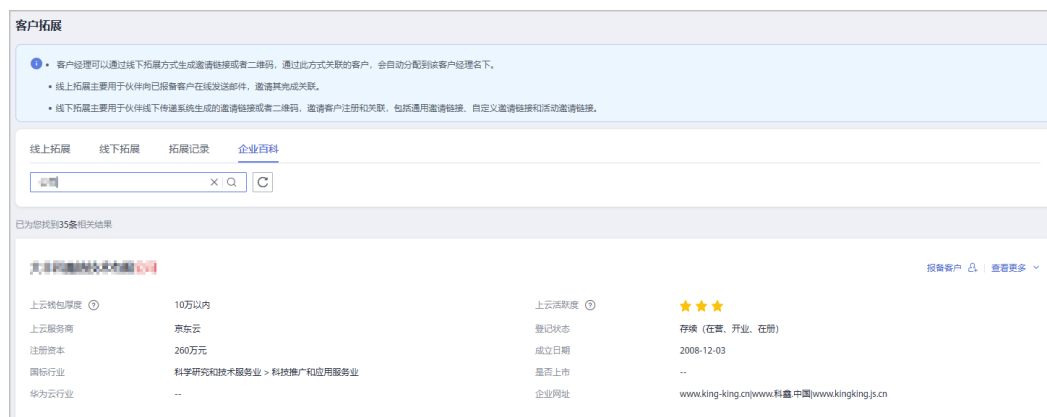 客户拓展
• 客户经理可以通过线下拓展方式生成邀请链接或者二维码，通过此方式关联的客户，会自动分配到该客户经理名下。
• 线上拓展主要用于伙伴向已报备客户在线发送邮件，邀请其完成关联。
• 线下拓展主要用于伙伴线下传递系统生成的邀请链接或者二维码，邀请客户注册和关联，包括通用邀请链接、自定义邀请链接和活动邀请链接。
线上拓展 线下拓展 拓展记录 企业百科
已为您找到35条相关结果
报备客户 查看更多
上云钱包厚度 10万以内 上云活跃度
上云服务商 京东云 登记状态 存续（在营、开业、在册）
注册资本 260万元 成立日期 2008-12-03
国标行业 科学研究和技术服务业 > 科技推广和应用服务业 是否上市 --
华为云行业 -- 企业网址 www.king-king.cn|www.科鑫.中国|www.kingking.js.cn